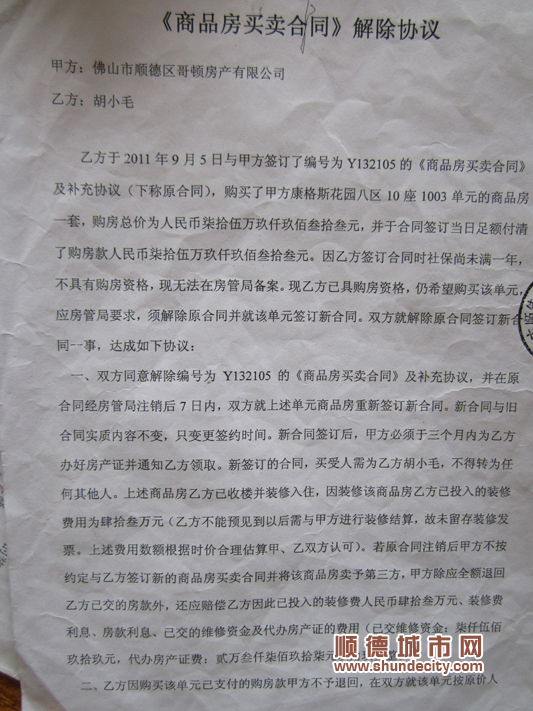 《商品房买卖合同》解除协议
甲方：佛山市顺德区哥顿房产有限公司
乙方：胡小毛
乙方于 2011 年 9 月 5 日与甲方签订了编号为 Y132105 的《商品房买卖合同》
及补充协议（下称原合同），购买了甲方康格斯花园八区 10 座 1003 单元的商品房
一套，购房总价为人民币柒拾伍万玖仟玖佰叁拾叁元，并于合同签订当日足额付清
了购房款人民币柒拾伍万玖仟玖佰叁拾叁元。因乙方签订合同时社保尚未满一年，
不具有购房资格，现无法在房管局备案。现乙方已具购房资格，仍希望购买该单元，
应房管局要求，须解除原合同并就该单元签订新合同。双方就解除原合同签订新合
同一事，达成如下协议：
一、双方同意解除编号为 Y132105 的《商品房买卖合同》及补充协议，并在原
合同经房管局注销后 7 日内，双方就上述单元商品房重新签订新合同。新合同与旧
合同实质内容不变，只变更签约时间。新合同签订后，甲方必须于三个月内为乙方
办好房产证并通知乙方领取。新签订的合同，买受人需为乙方胡小毛，不得转为任
何其他人。上述商品房乙方已收楼并装修入住，因装修该商品房乙方已投入的装修
费用为肆拾叁万元（乙方不能预见到以后需与甲方进行装修结算，故未留存装修发
票。上述费用数额根据时价合理估算甲、乙双方认可）。若原合同注销后甲方不按
约定与乙方签订新的商品房买卖合同并将该商品房卖予第三方，甲方除应全额退回
乙方已交的房款外，还应赔偿乙方因此已投入的装修费人民币肆拾叁万元、装修费
利息、房款利息、已交的维修资金及代办房产证的费用（已交维修资金：柒仟伍佰
玖拾玖元，代办房产证费：贰万叁仟柒佰玖拾柒元
二、乙方因购买该单元已支付的购房款甲方不予退回，在双方就该单元按原价人
顺德城市网
www.shundecity.com